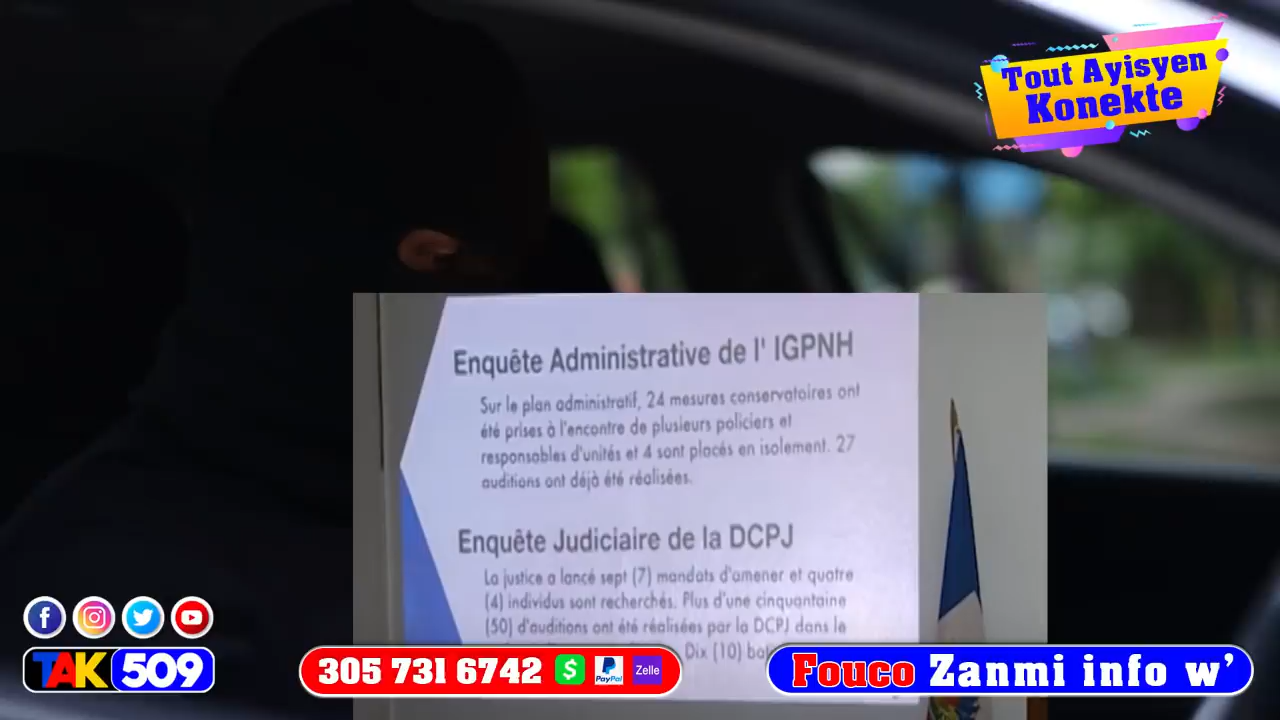 Tout Ayisyen
Konekte
Enquête Administrative de l' IGPNH
Sur le plan administratif, 24 mesures conservatoires ont
été prises à l'encontre de plusieurs policiers et
responsables d'unités et 4 sont placés en isolement. 27
auditions ont déjà été réalisées.
Enquête Judiciaire de la DCPJ
La justice a lancé sept (7) mandats d'amener et quatre
(4) individus sont recherchés. Plus d'une cinquantaine
(50) d'auditions ont été réalisées par la DCPJ dans le
Dix (10)
TAK 509
305 731 6742 PayPal Zelle
Fouco Zanmi info w'